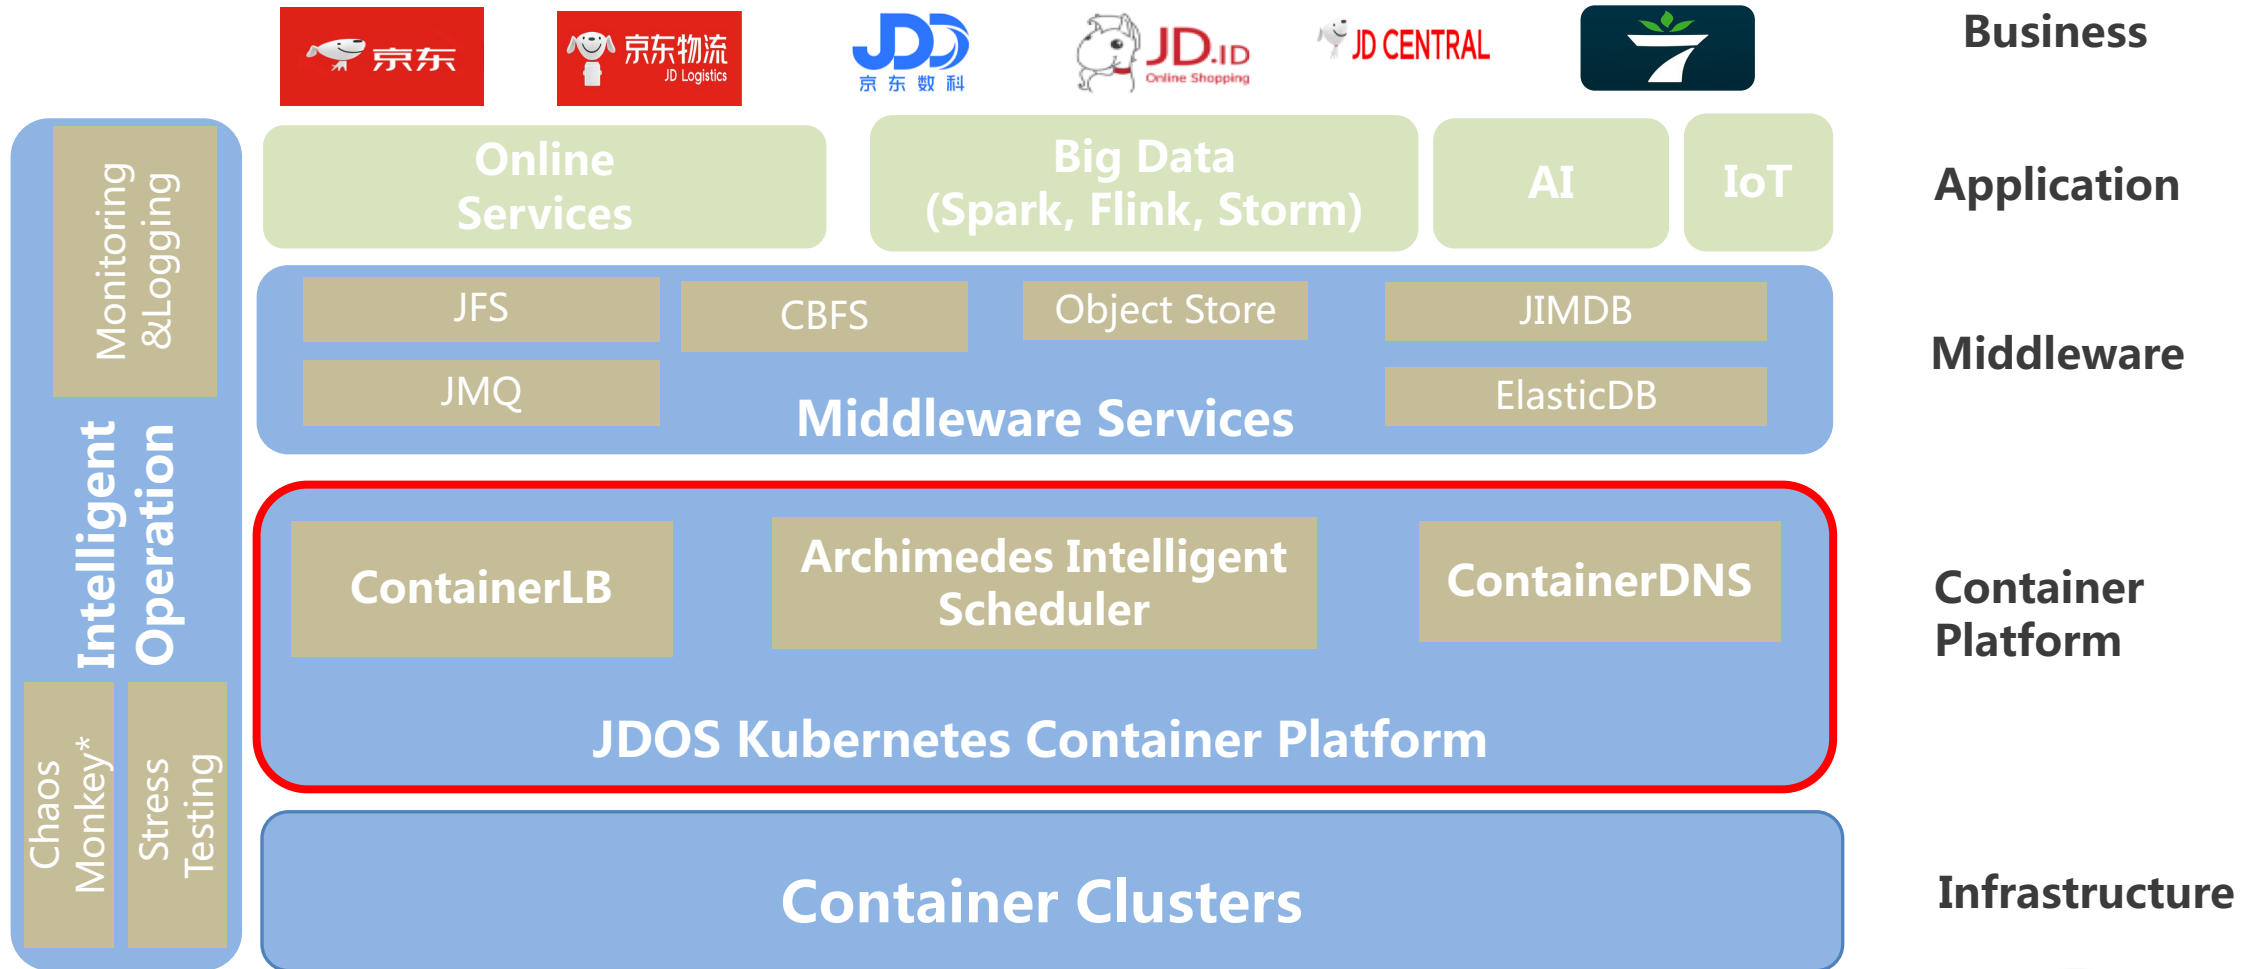 京东
京东物流
JD Logistics
JDD
京东数科
JD.ID
Online Shopping
JD CENTRAL
Business
Monitoring
&Logging
Intelligent
Operation
Chaos
Monkey*
Stress
Testing
Online
Services
Big Data
(Spark, Flink, Storm)
AI
IoT
Application
JFS
CBFS
Object Store
JIMDB
JMQ
ElasticDB
Middleware Services
Middleware
ContainerLB
Archimedes Intelligent
Scheduler
ContainerDNS
JDOS Kubernetes Container Platform
Container
Platform
Container Clusters
Infrastructure